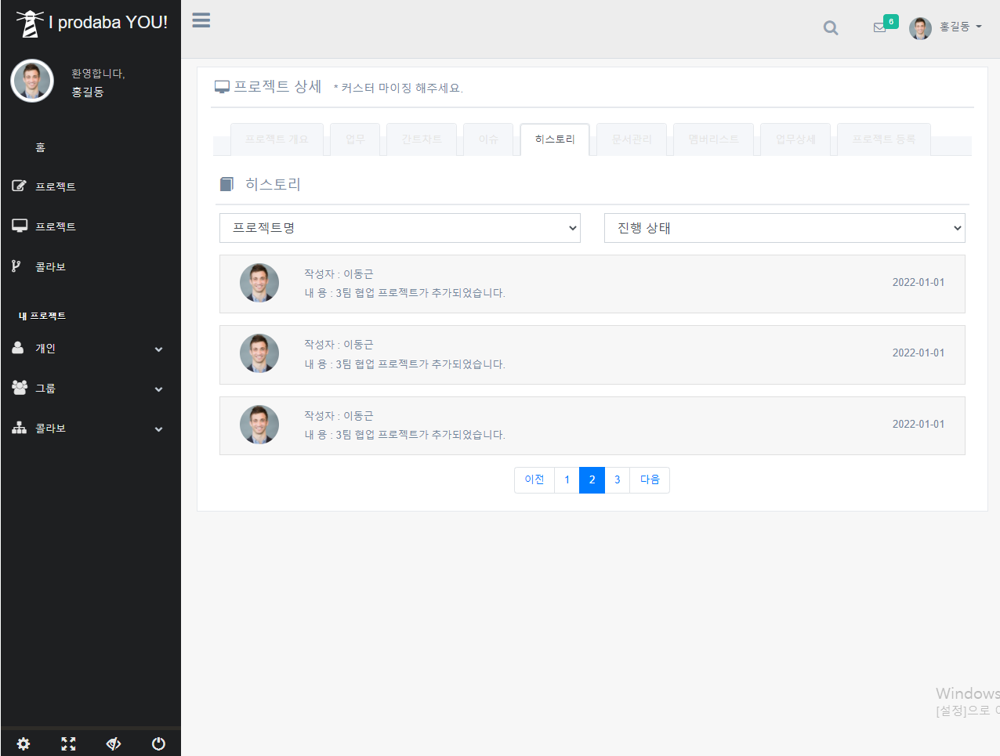 I prodaba YOU!
환영합니다,
홍길동
홈
프로젝트
프로젝트
콜라보
내 프로젝트
개인
그룹
콜라보
6
홍길동
프로젝트 상세 * 커스터 마이징 해주세요.
프로젝트 개요 업무 간트차트 이슈 히스토리 문서관리 멤버리스트 업무상세 프로젝트 등록
히스토리
프로젝트명 진행 상태
작성자 : 이동근
내 용 : 3팀 협업 프로젝트가 추가되었습니다.
2022-01-01
작성자 : 이동근
내 용 : 3팀 협업 프로젝트가 추가되었습니다.
2022-01-01
작성자 : 이동근
내 용 : 3팀 협업 프로젝트가 추가되었습니다.
2022-01-01
이전 1 2 3 다음
Windows
[설정]으로